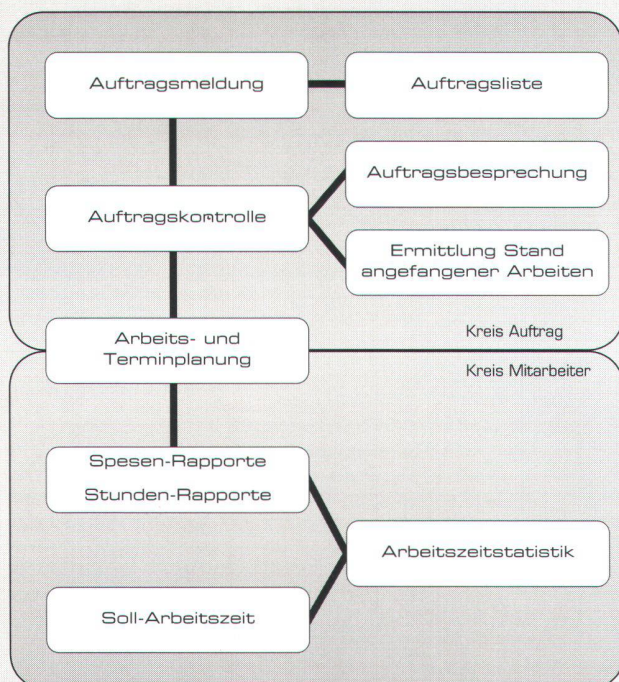 Auftragsmeldung
Auftragsliste
Auftragsbesprechung
Auftragskontrolle
Ermittlung Stand
angefangener Arbeiten
Arbeits- und
Terminplanung
Kreis Auftrag
Kreis Mitarbeiter
Spesen-Rapporte
Stunden-Rapporte
Arbeitszeitstatistik
Soll-Arbeitszeit